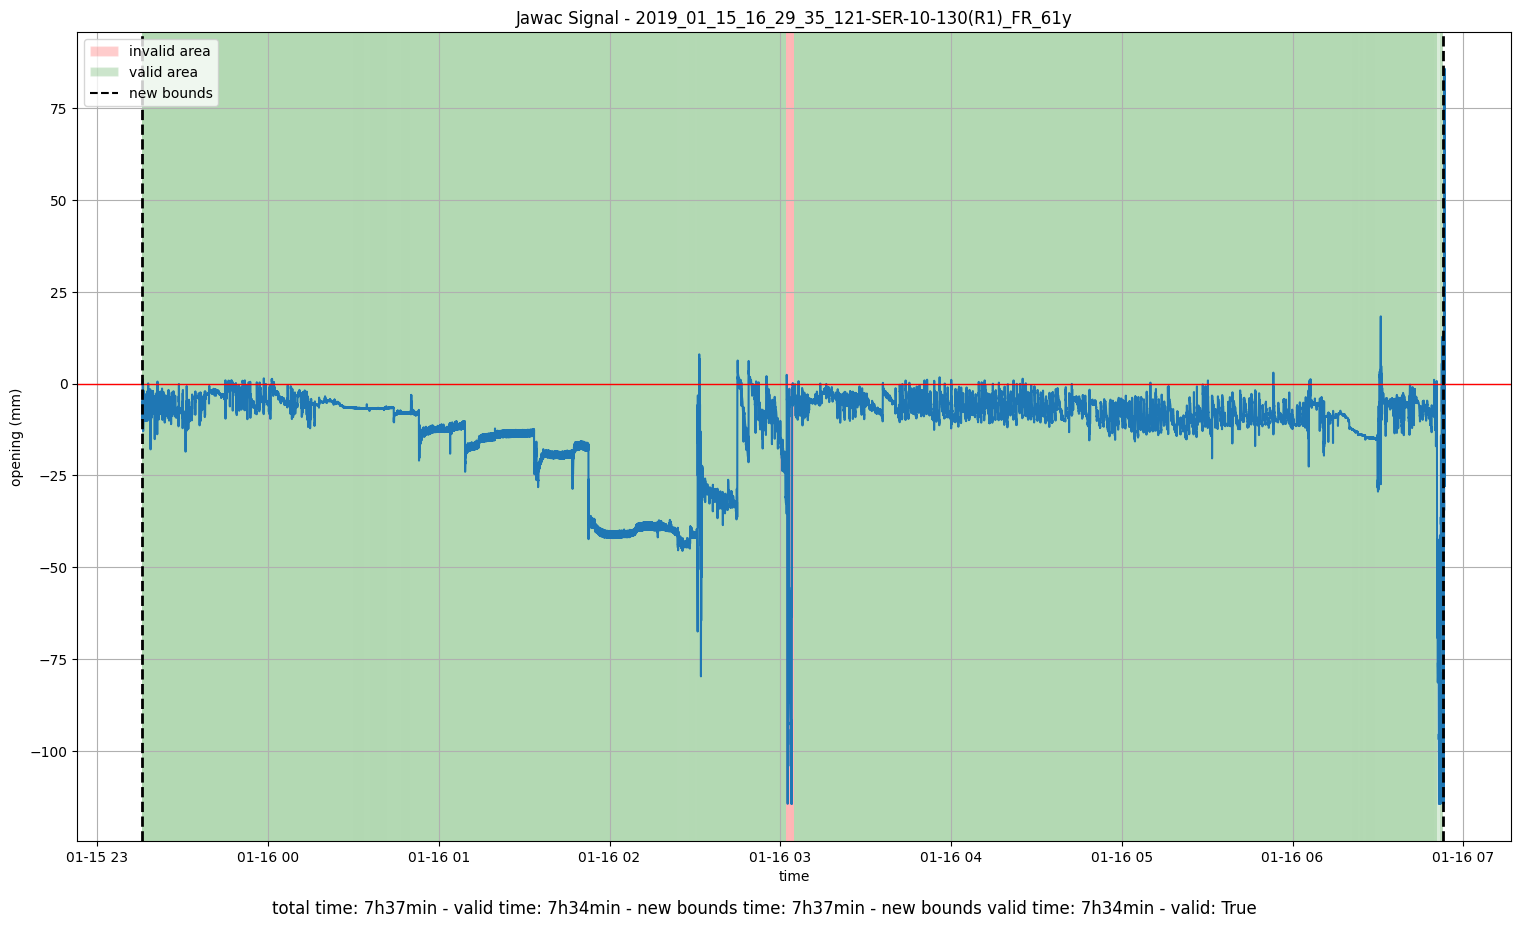 Jawac Signal - 2019_01_15_16_29_35_121-SER-10-130(R1)_FR_61y
invalid area
valid area
new bounds
75
50
25
0
−25
−50
−75
−100
opening (mm)
01-15 23
01-16 00
01-16 01
01-16 02
01-16 03
01-16 04
01-16 05
01-16 06
01-16 07
time
total time: 7h37min - valid time: 7h34min - new bounds time: 7h37min - new bounds valid time: 7h34min - valid: True